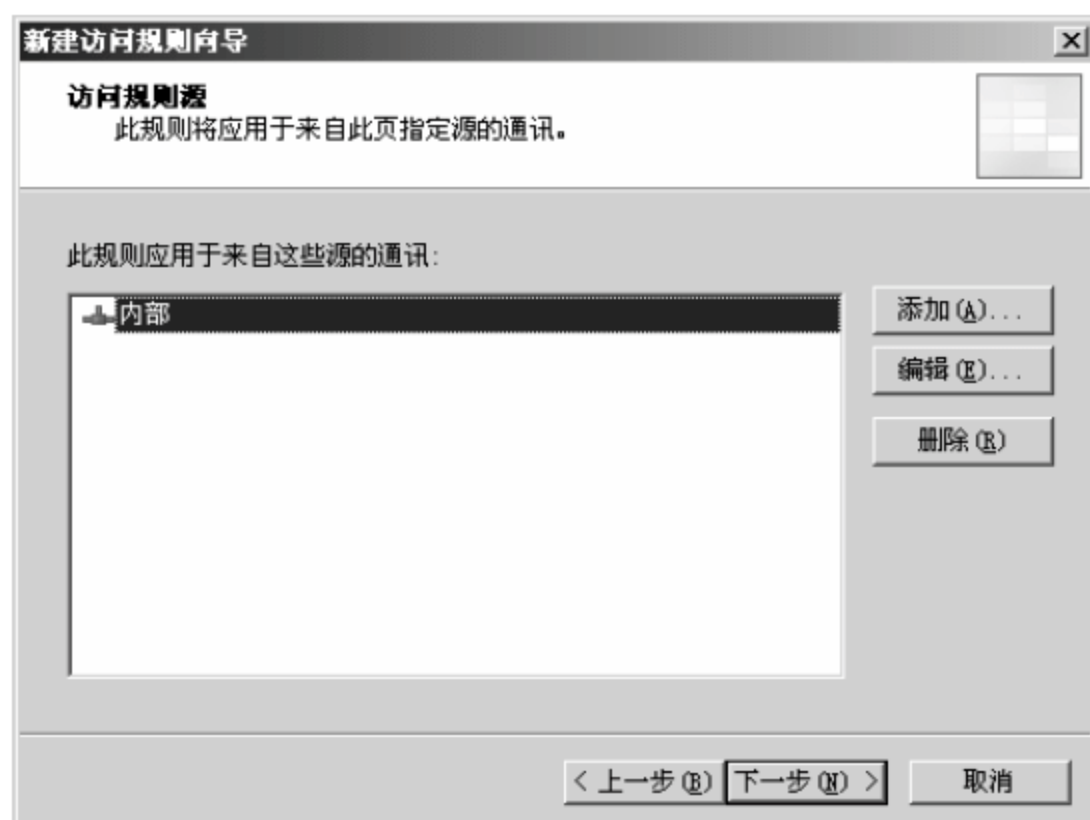 新建访问规则向导
访问规则源
此规则将应用于来自此页指定源的通讯。
此规则应用于来自这些源的通讯:
内部
添加(A)...
编辑(E)...
删除(R)
< 上一步(B) 下一步(N) > 取消